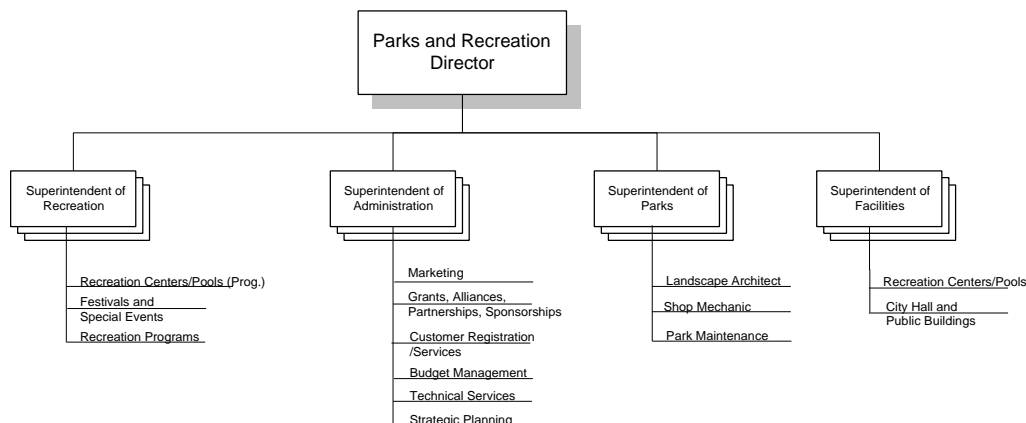 Parks and Recreation
Director
Superintendent of
Recreation
Recreation Centers/Pools (Prog.)
Festivals and
Special Events
Recreation Programs
Superintendent of
Administration
Marketing
Grants, Alliances,
Partnerships, Sponsorships
Customer Registration
/Services
Budget Management
Technical Services
Strategic Planning
Superintendent of
Parks
Landscape Architect
Shop Mechanic
Park Maintenance
Superintendent of
Facilities
Recreation Centers/Pools
City Hall and
Public Buildings